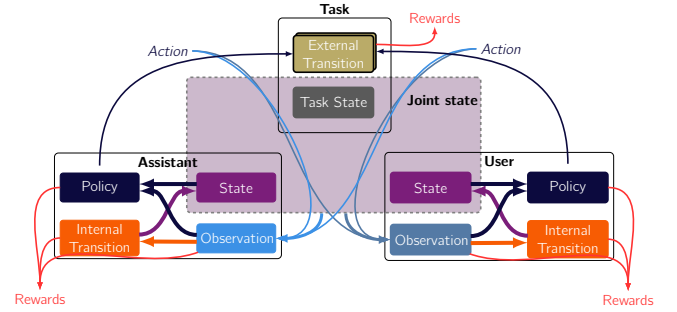 Task
Rewards
External
Transition
Action
Action
Task State
Joint state
Assistant
User
Policy
State
State
Policy
Internal
Transition
Observation
Observation
Internal
Transition
Rewards
Rewards